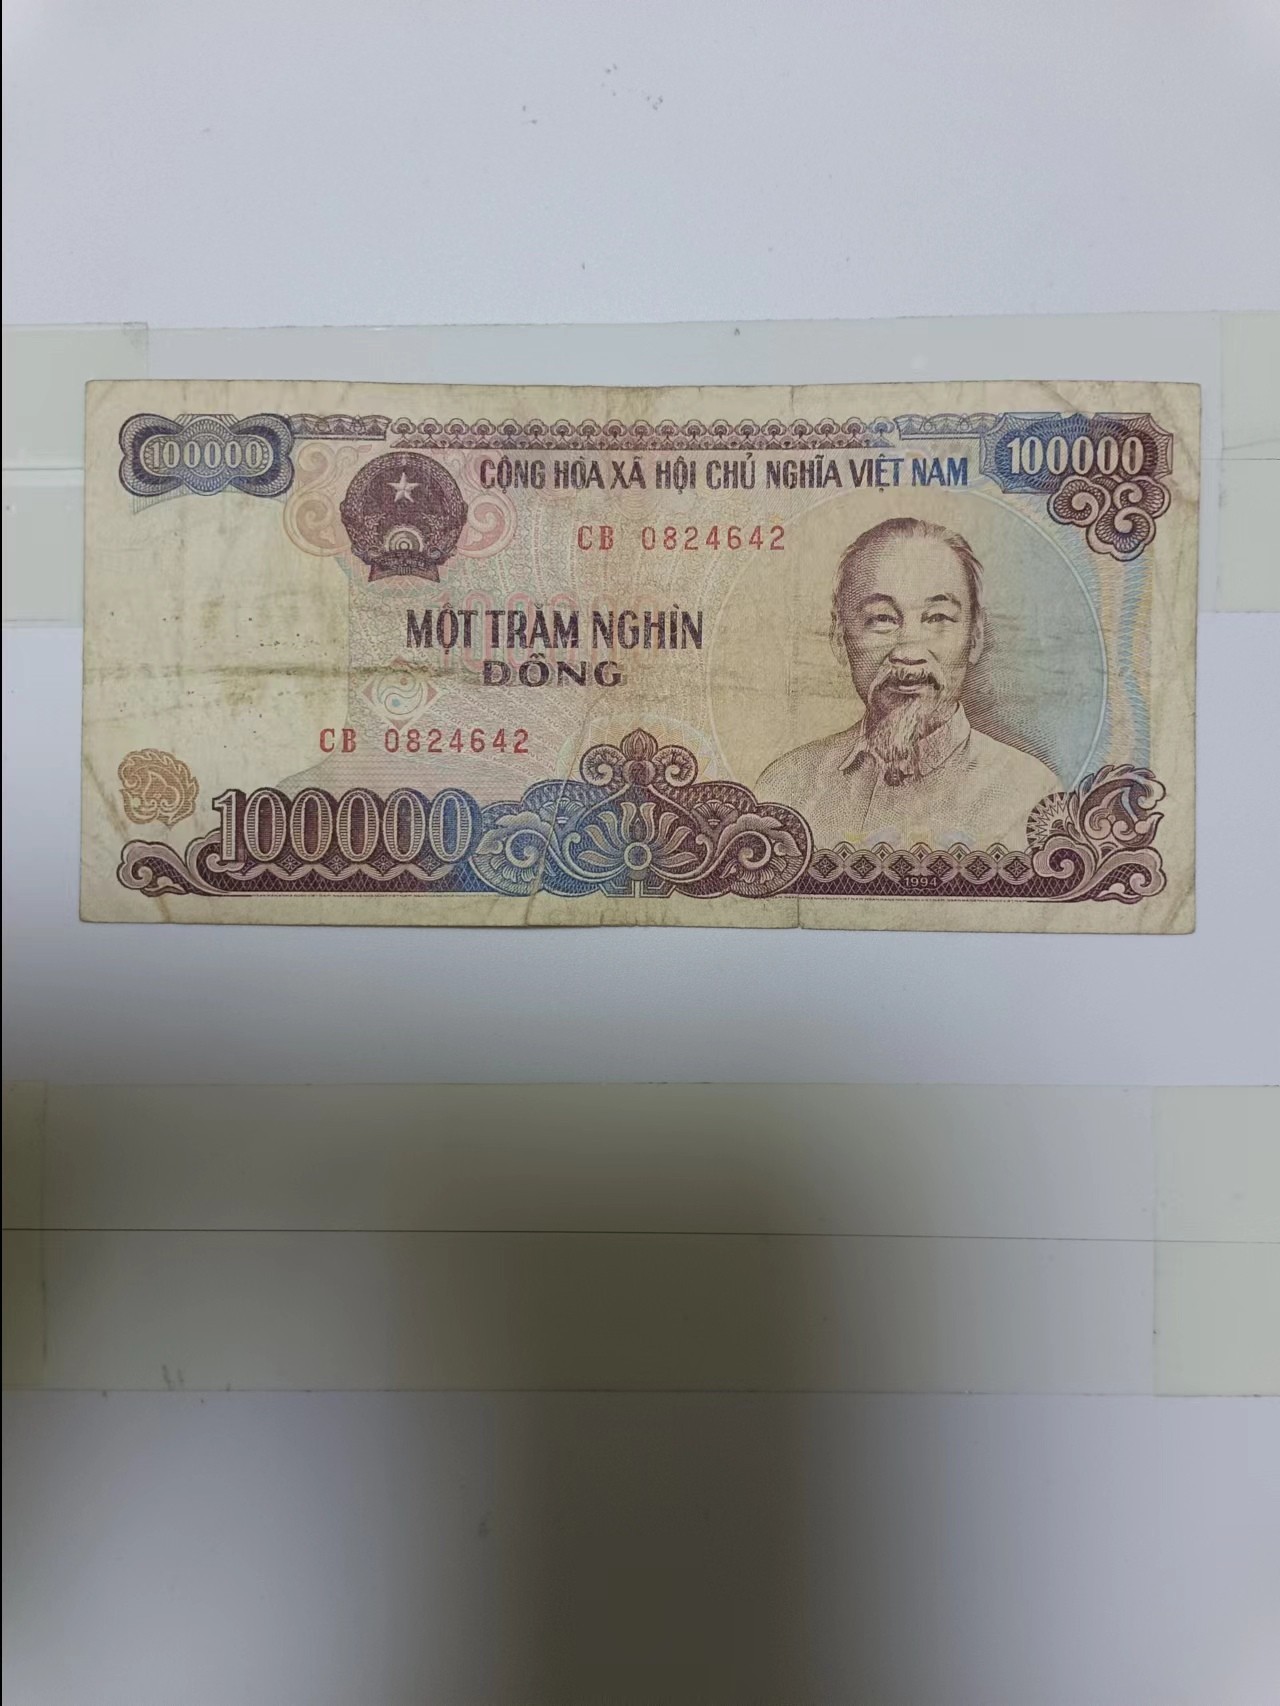 100000
100000
CỘNG HÒA XÃ HỘI CHỦ NGHĨA VIỆT NAM
CB 0824642
MỘT TRĂM NGHÌN
ĐỒNG
CB 0824642
100000
1994